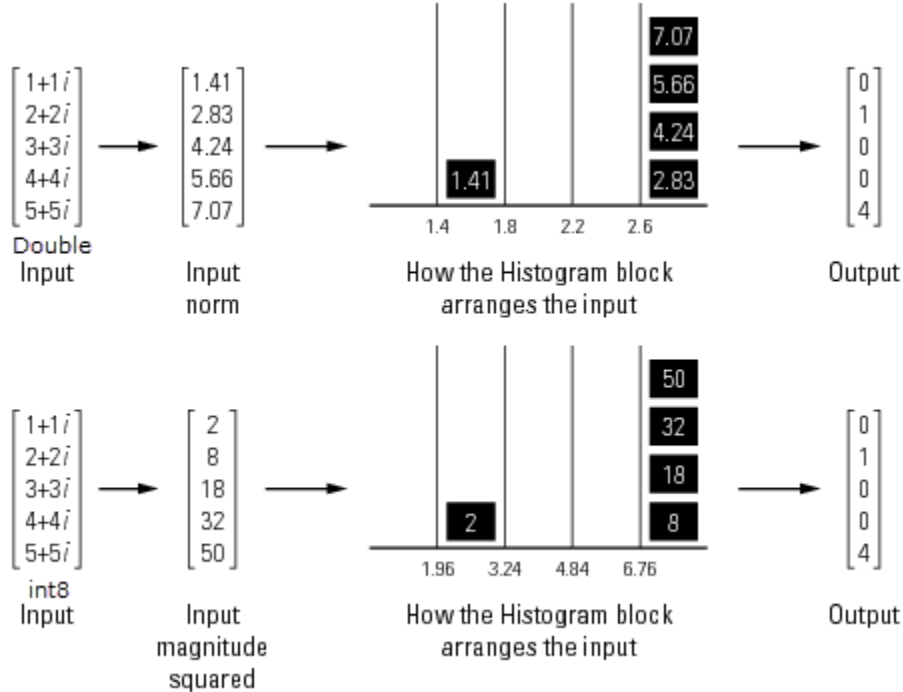 1+1i
2+2i
3+3i
4+4i
5+5i
Double
Input
1.41
2.83
4.24
5.66
7.07
Input
norm
7.07
5.66
4.24
1.41 2.83
1.4 1.8 2.2 2.6
How the Histogram block
arranges the input
0
1
0
0
4
Output
1+1i
2+2i
3+3i
4+4i
5+5i
int8
Input
2
8
18
32
50
Input
magnitude
squared
50
32
18
2 8
1.96 3.24 4.84 6.76
How the Histogram block
arranges the input
0
1
0
0
4
Output